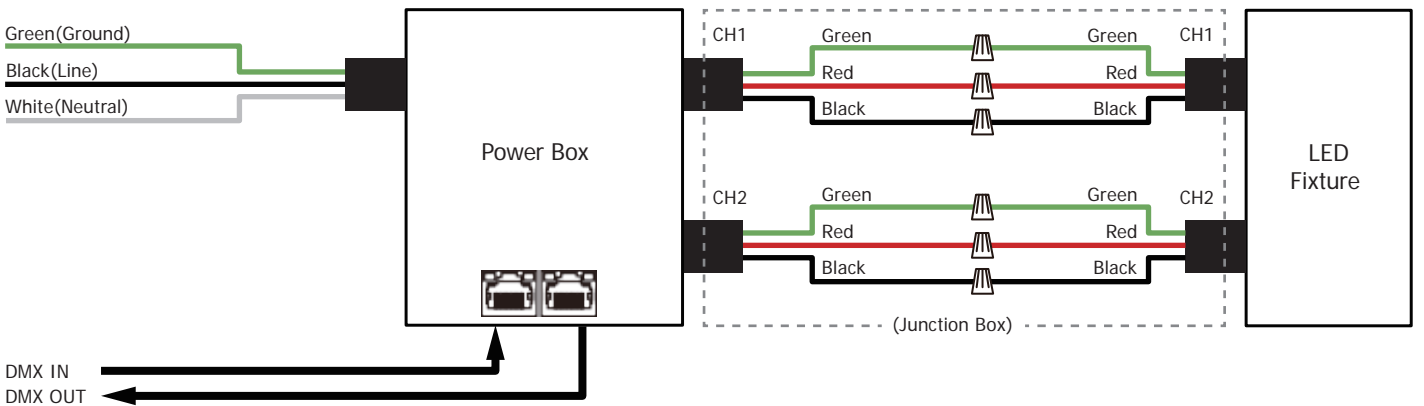 Green(Ground)
Black(Line)
White(Neutral)
Power Box
CH1
Green
Green
CH1
Red
Red
Black
Black
CH2
Green
Green
CH2
Red
Red
Black
Black
(Junction Box)
LED
Fixture
DMX IN
DMX OUT